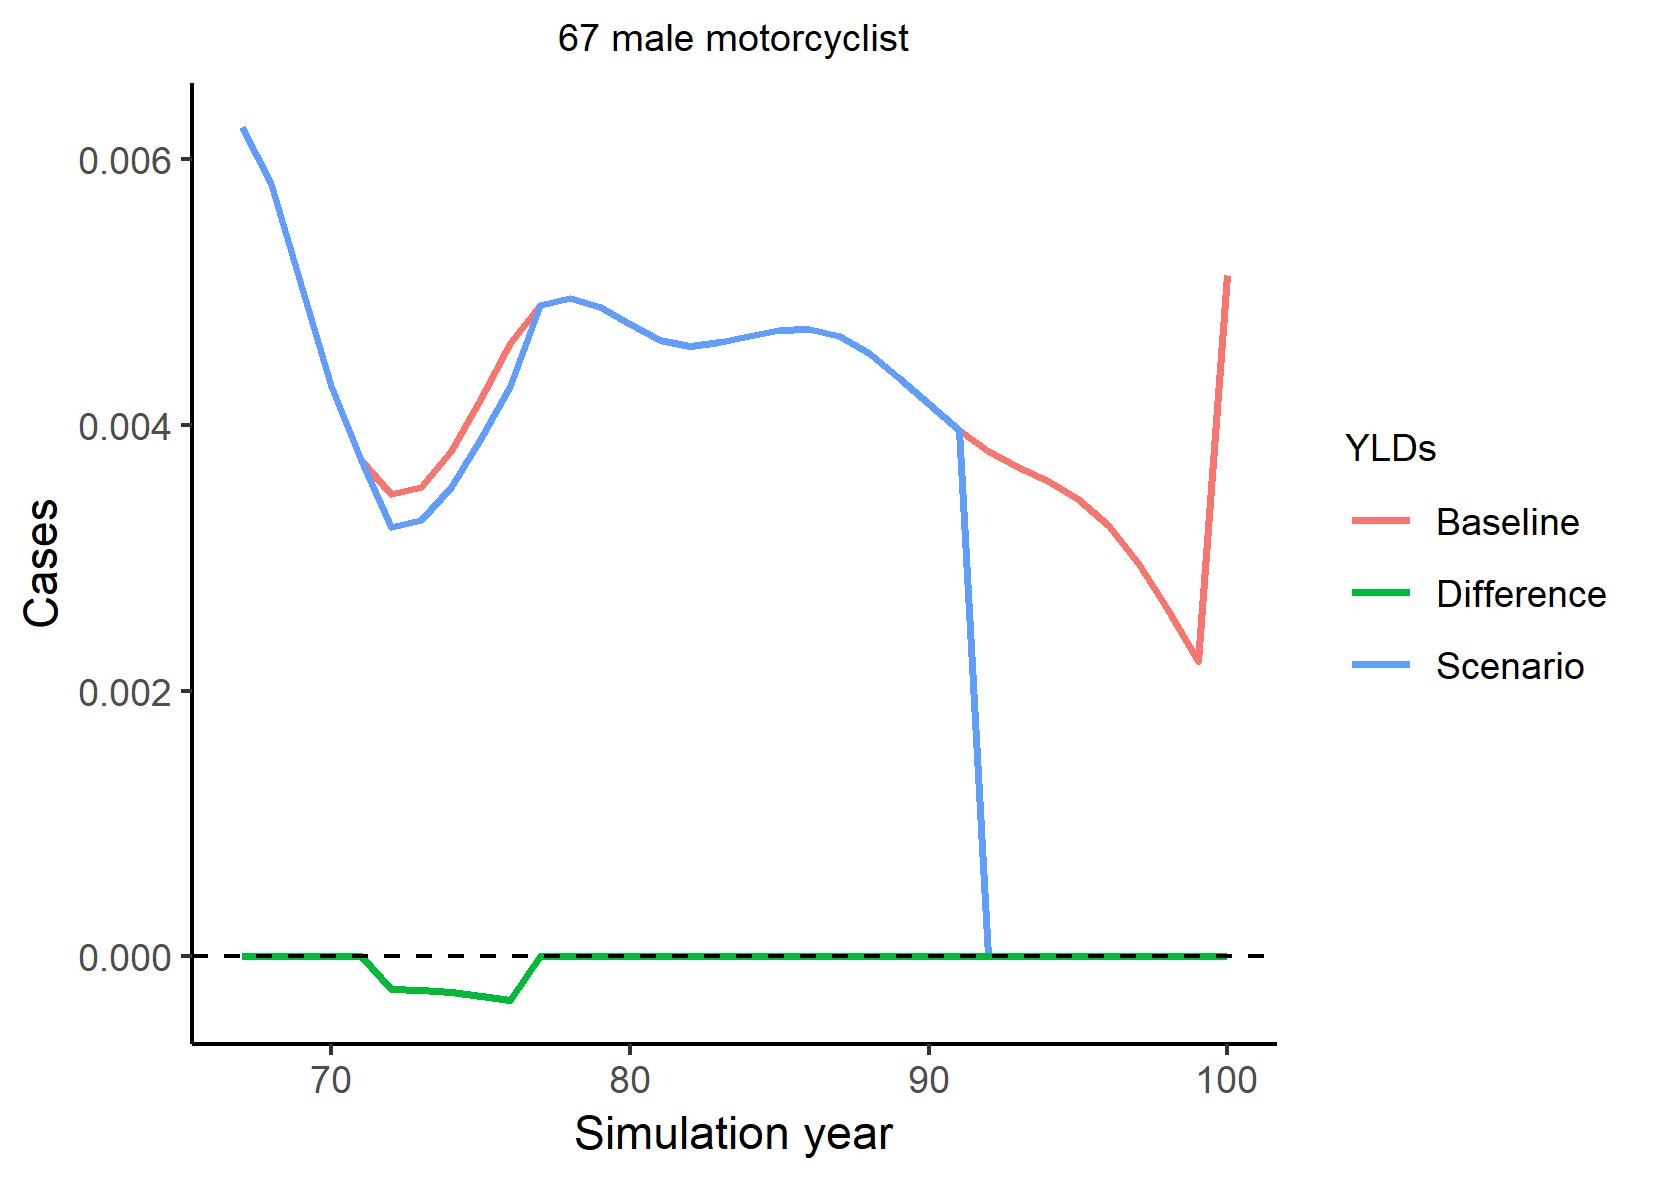 67 male motorcyclist
Cases
0.006
0.004
0.002
0.000
70 80 90 100
Simulation year
YLDs
Baseline
Difference
Scenario